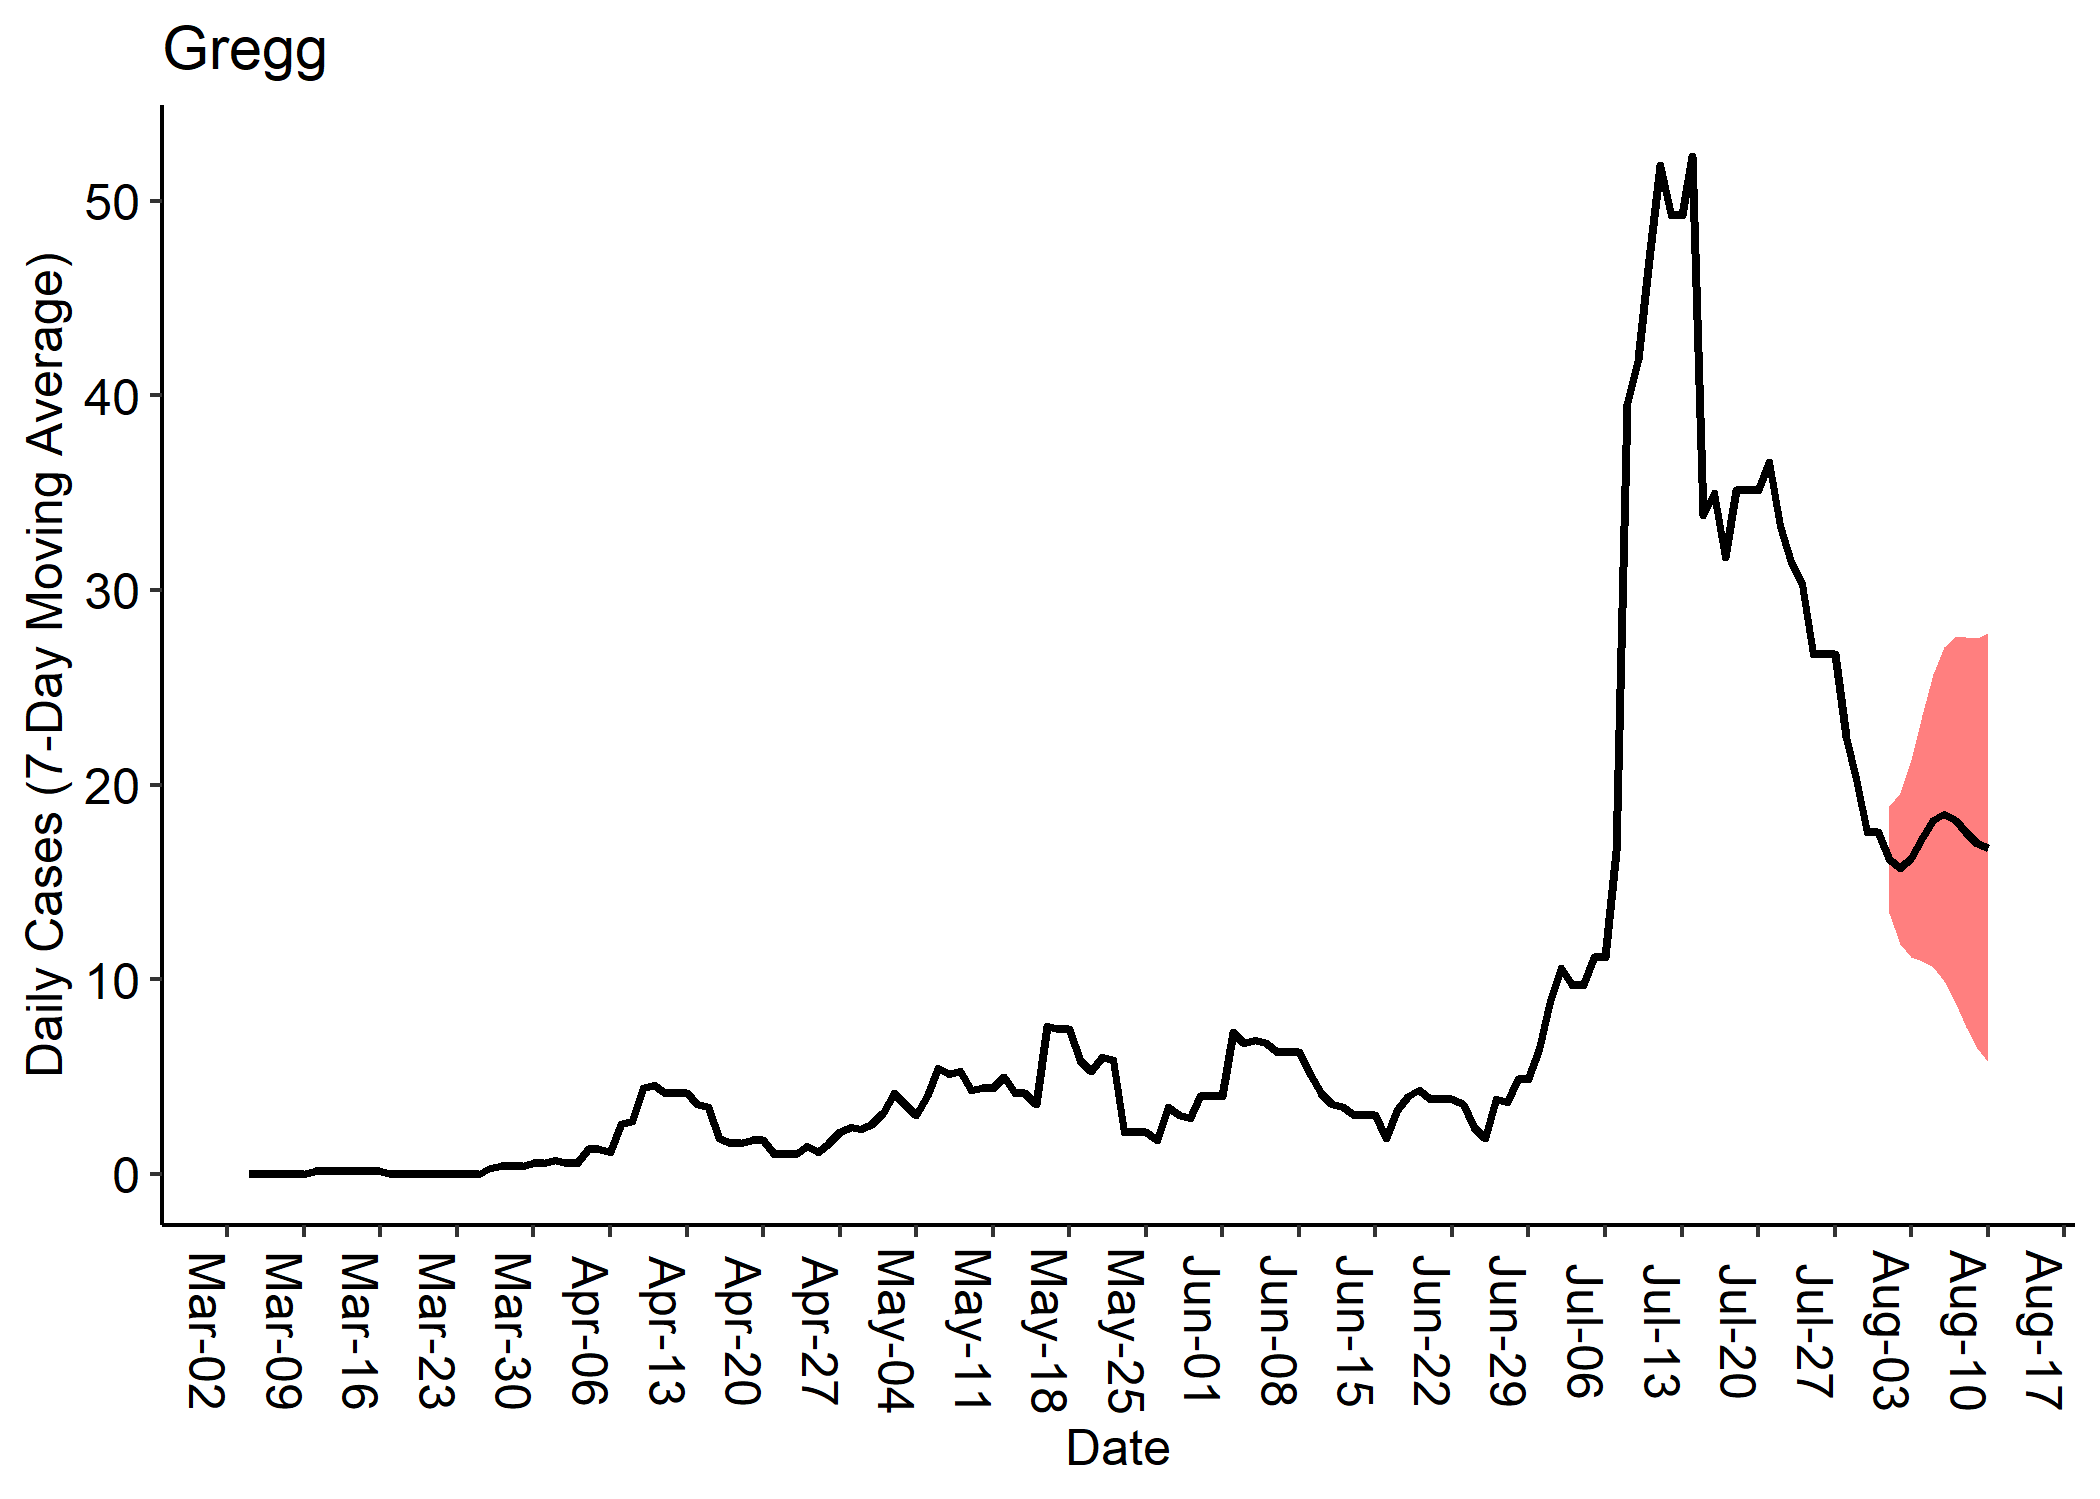 Gregg
Daily Cases (7-Day Moving Average)
50
40
30
20
10
0
Mar-02
Mar-09
Mar-16
Mar-23
Mar-30
Apr-06
Apr-13
Apr-20
Apr-27
May-04
May-11
May-18
May-25
Jun-01
Jun-08
Jun-15
Jun-22
Jun-29
Jul-06
Jul-13
Jul-20
Jul-27
Aug-03
Aug-10
Aug-17
Date